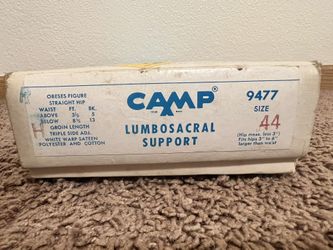 OBESES FIGURE
STRAIGHT HIP
WAIST FT. BK.
ABOVE 3½ 5
BELOW 8½ 13
GROIN LENGTH
TRIPLE SIDE ADJ.
WHITE WARP SATEEN
POLYESTER AND COTTON
H
CAMP®
LUMBOSACRAL
SUPPORT
9477
SIZE
44
(Hip meas. less 3")
Fits hips 3" to 6"
larger than waist